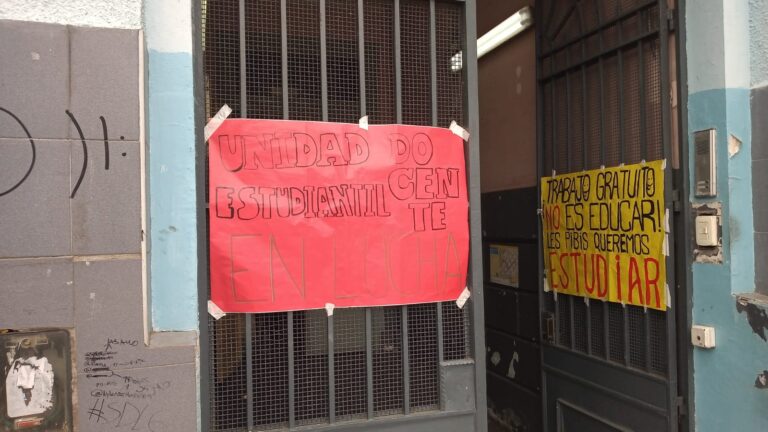 UNIDAD DO
ESTUDIANTIL CEN
TE
EN LUCHA
TRABAJO GRATUITO
¡NO ES EDUCAR!
LES PIBIS QUEREMOS
ESTUDIAR